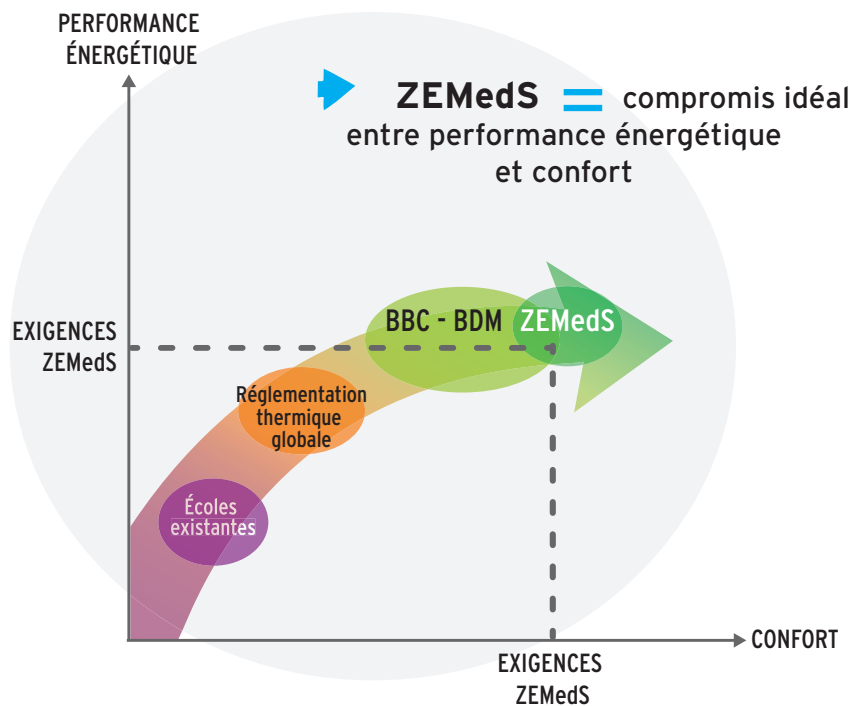 PERFORMANCE
ÉNERGÉTIQUE
ZEMedS = compromis idéal
entre performance énergétique
et confort
EXIGENCES
ZEMedS
BBC - BDM
ZEMedS
Réglementation
thermique
globale
Écoles
existantes
CONFORT
EXIGENCES
ZEMedS